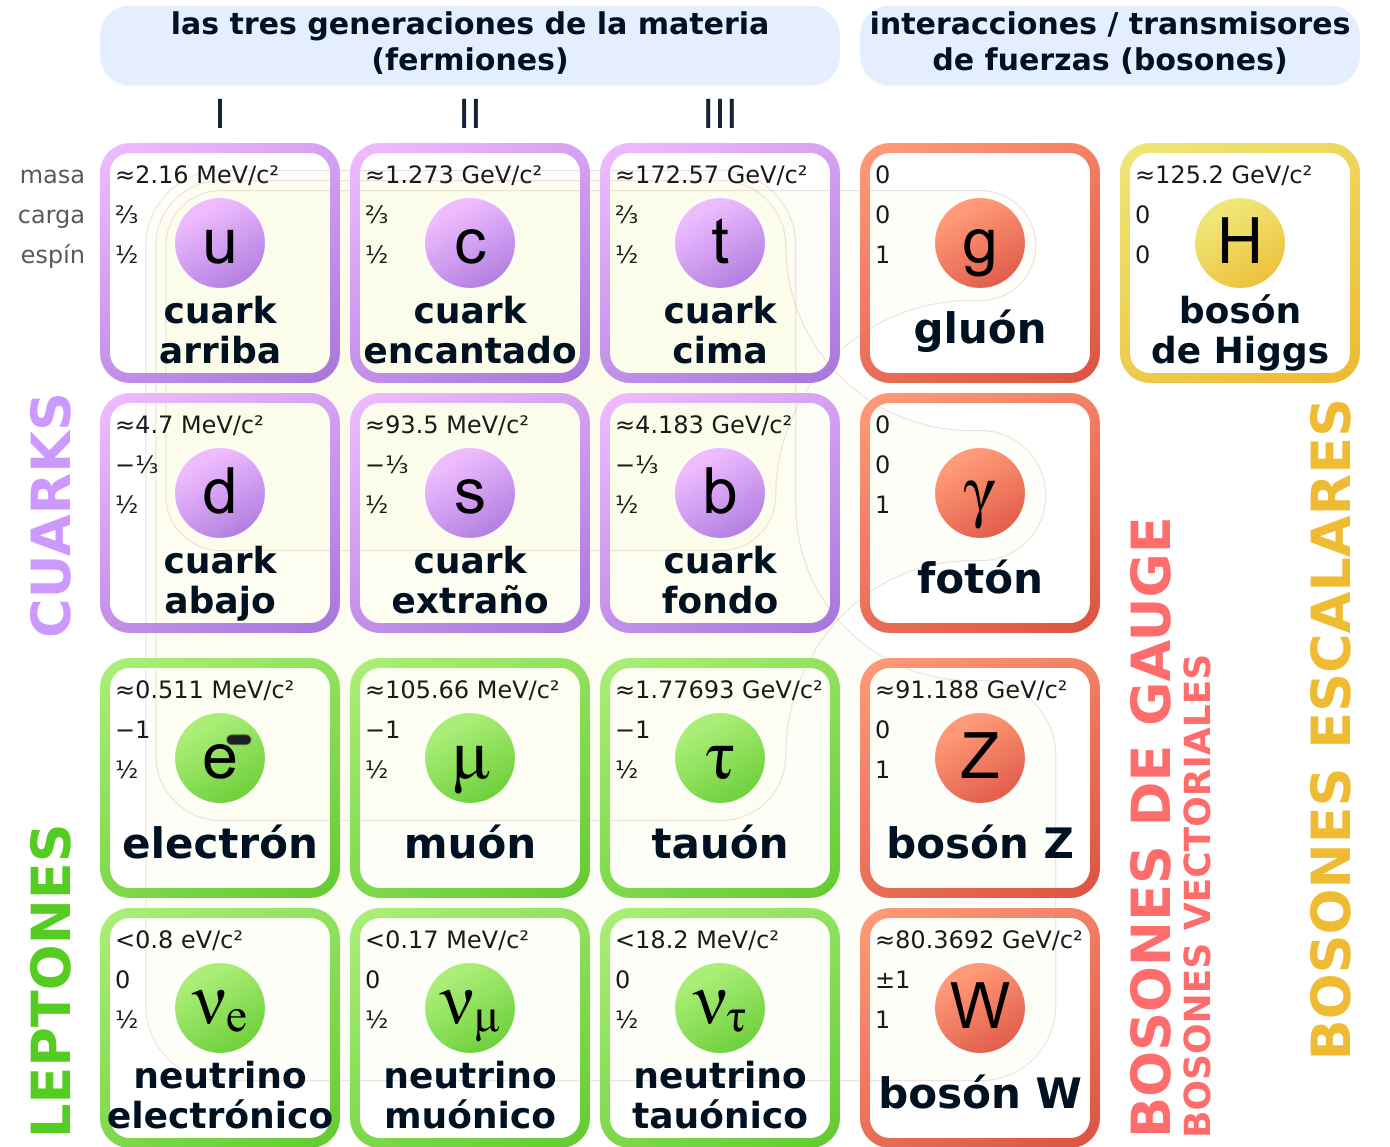 las tres generaciones de la materia
(fermiones)
interacciones / transmisores
de fuerzas (bosones)
I
II
III
masa
carga
espín
≈2.16 MeV/c²
⅔
½
u
cuark
arriba
≈1.273 GeV/c²
⅔
½
c
cuark
encantado
≈172.57 GeV/c²
⅔
½
t
cuark
cima
0
0
1
g
gluón
≈125.2 GeV/c²
0
0
H
bosón
de Higgs
CUARKS
≈4.7 MeV/c²
−⅓
½
d
cuark
abajo
≈93.5 MeV/c²
−⅓
½
s
cuark
extraño
≈4.183 GeV/c²
−⅓
½
b
cuark
fondo
0
0
1
γ
fotón
LEPTONES
≈0.511 MeV/c²
−1
½
e⁻
electrón
≈105.66 MeV/c²
−1
½
μ
muón
≈1.77693 GeV/c²
−1
½
τ
tauón
≈91.188 GeV/c²
0
1
Z
bosón Z
<0.8 eV/c²
0
½
νe
neutrino
electrónico
<0.17 MeV/c²
0
½
νμ
neutrino
muónico
<18.2 MeV/c²
0
½
ντ
neutrino
tauónico
≈80.3692 GeV/c²
±1
1
W
bosón W
BOSONES DE GAUGE
BOSONES VECTORIALES
BOSONES ESCALARES